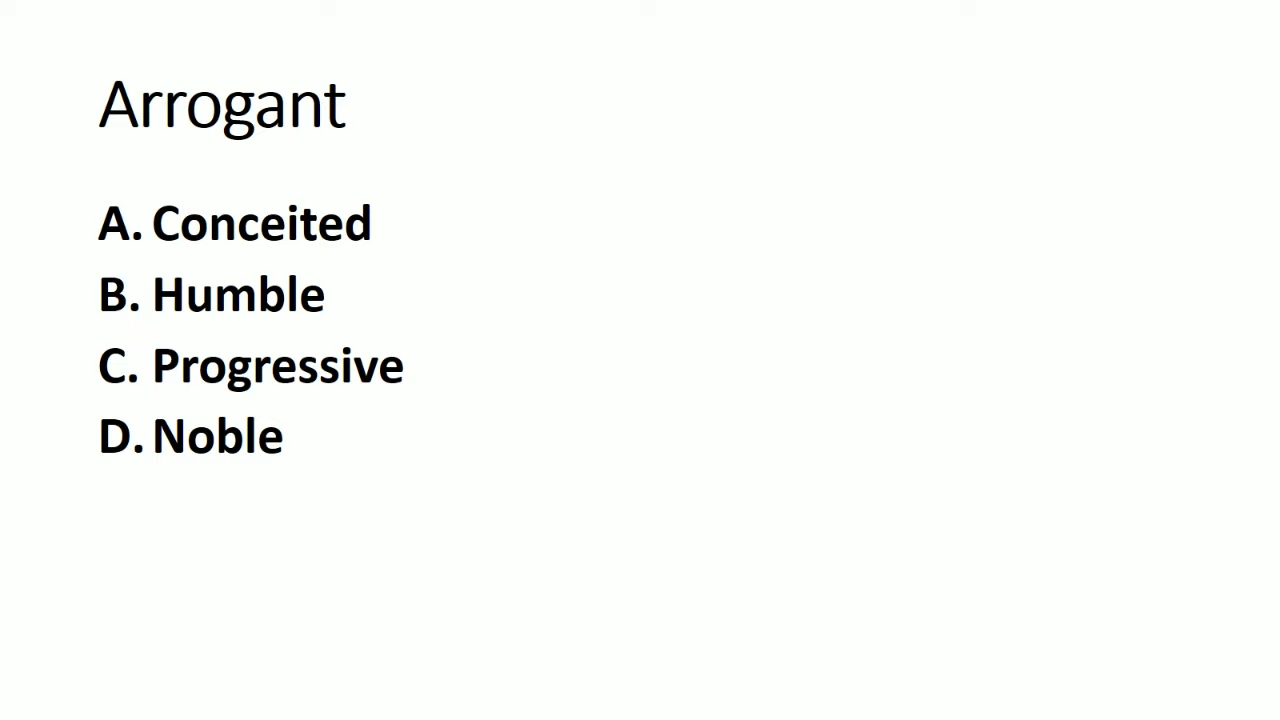 Arrogant
A. Conceited
B. Humble
C. Progressive
D. Noble